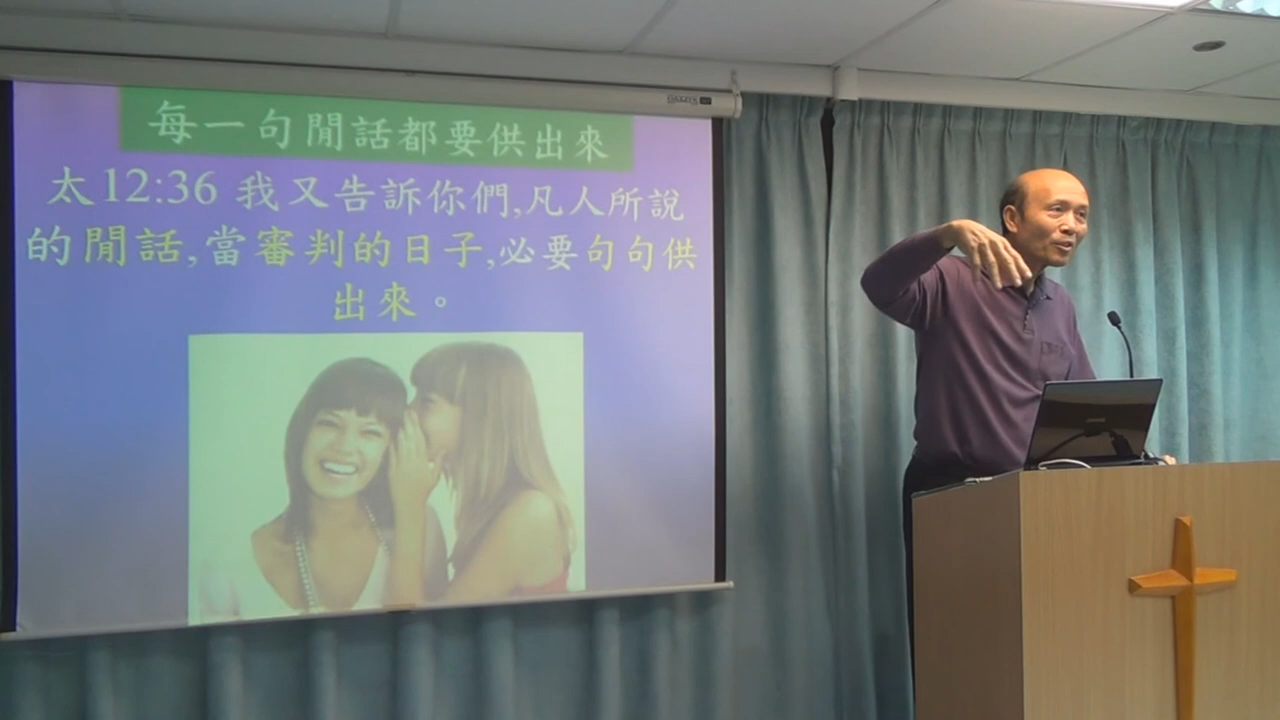 每一句閒話都要供出來
太12:36 我又告訴你們,凡人所說
的閒話,當審判的日子,必要句句供
出來。